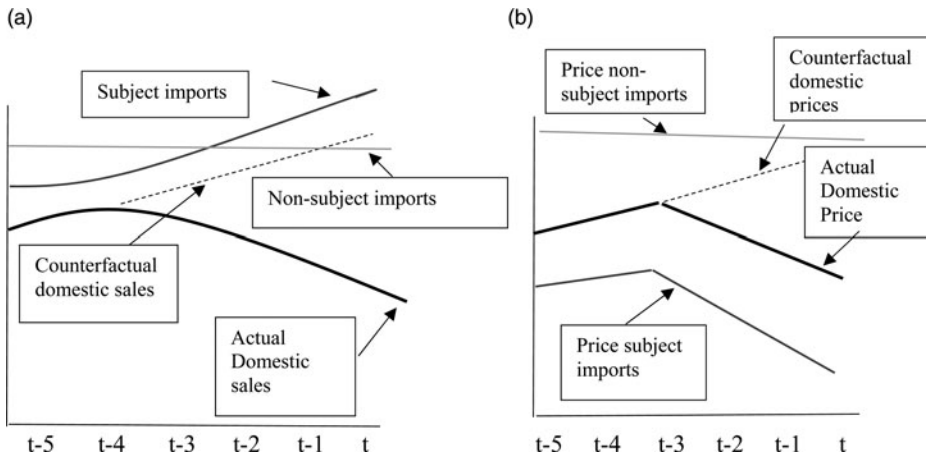 (a)
Subject imports
Non-subject imports
Counterfactual
domestic sales
Actual
Domestic
sales
t-5 t-4 t-3 t-2 t-1 t
(b)
Price non-
subject imports
Counterfactual
domestic
prices
Actual
Domestic
Price
Price subject
imports
t-5 t-4 t-3 t-2 t-1 t